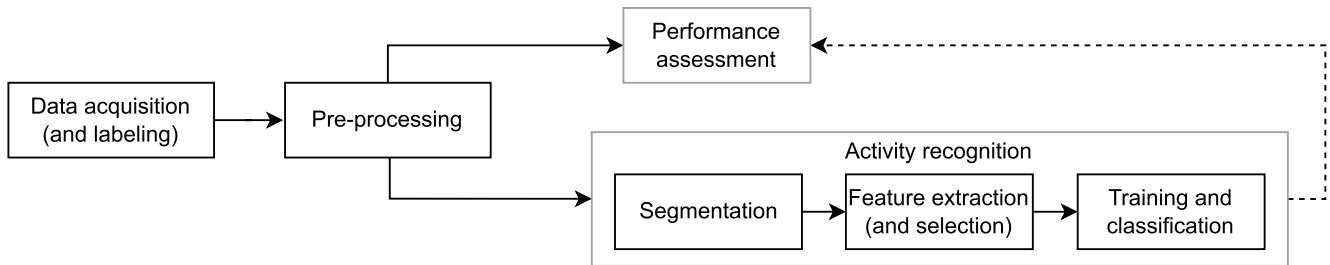 Performance
assessment
Data acquisition
(and labeling)
Pre-processing
Activity recognition
Segmentation
Feature extraction
(and selection)
Training and
classification